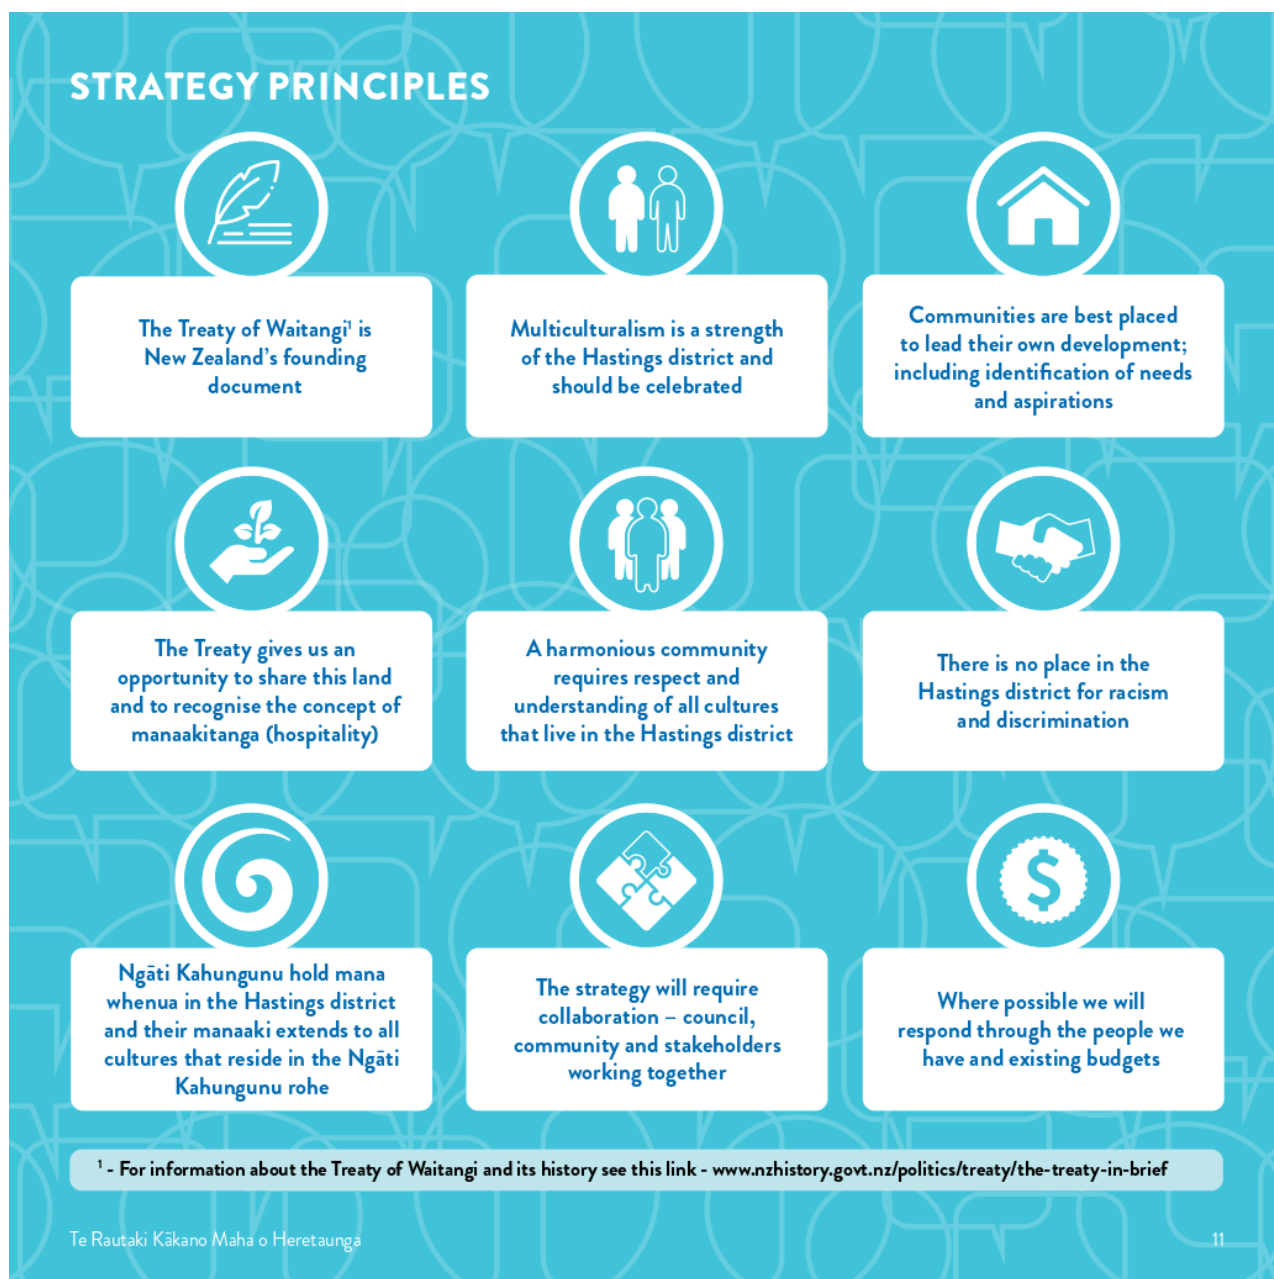 STRATEGY PRINCIPLES
The Treaty of Waitangi¹ is
New Zealand's founding
document
Multiculturalism is a strength
of the Hastings district and
should be celebrated
Communities are best placed
to lead their own development;
including identification of needs
and aspirations
The Treaty gives us an
opportunity to share this land
and to recognise the concept of
manaakitanga (hospitality)
A harmonious community
requires respect and
understanding of all cultures
that live in the Hastings district
There is no place in the
Hastings district for racism
and discrimination
Ngāti Kahungunu hold mana
whenua in the Hastings district
and their manaaki extends to all
cultures that reside in the Ngāti
Kahungunu rohe
The strategy will require
collaboration – council,
community and stakeholders
working together
$
Where possible we will
respond through the people we
have and existing budgets
¹ - For information about the Treaty of Waitangi and its history see this link - www.nzhistory.govt.nz/politics/treaty/the-treaty-in-brief
Te Rautaki Kākano Maha o Heretaunga
11